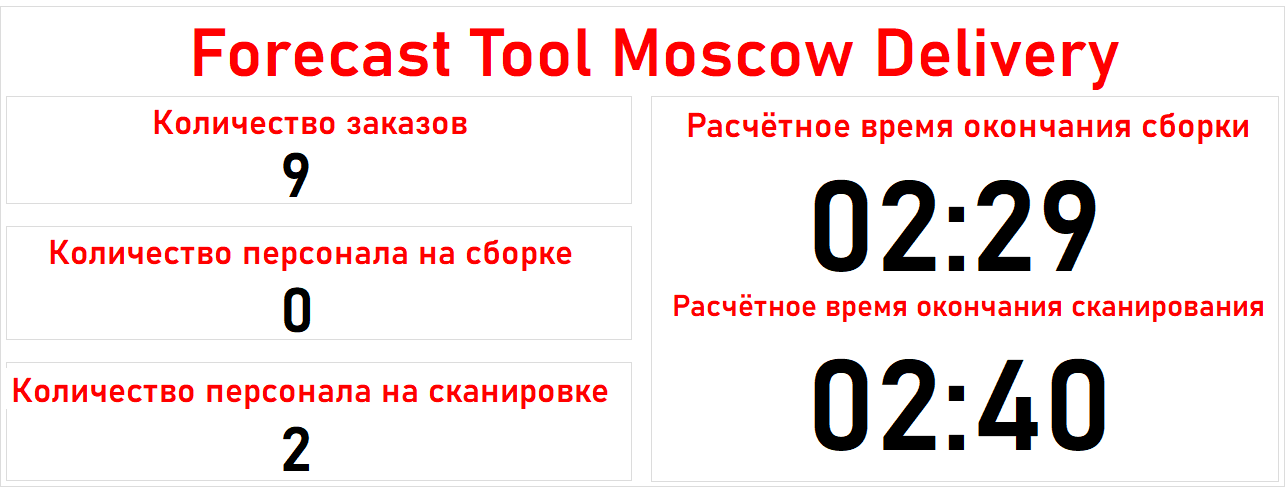 Forecast Tool Moscow Delivery
Количество заказов
9
Количество персонала на сборке
0
Количество персонала на сканировке
2
Расчётное время окончания сборки
02:29
Расчётное время окончания сканирования
02:40